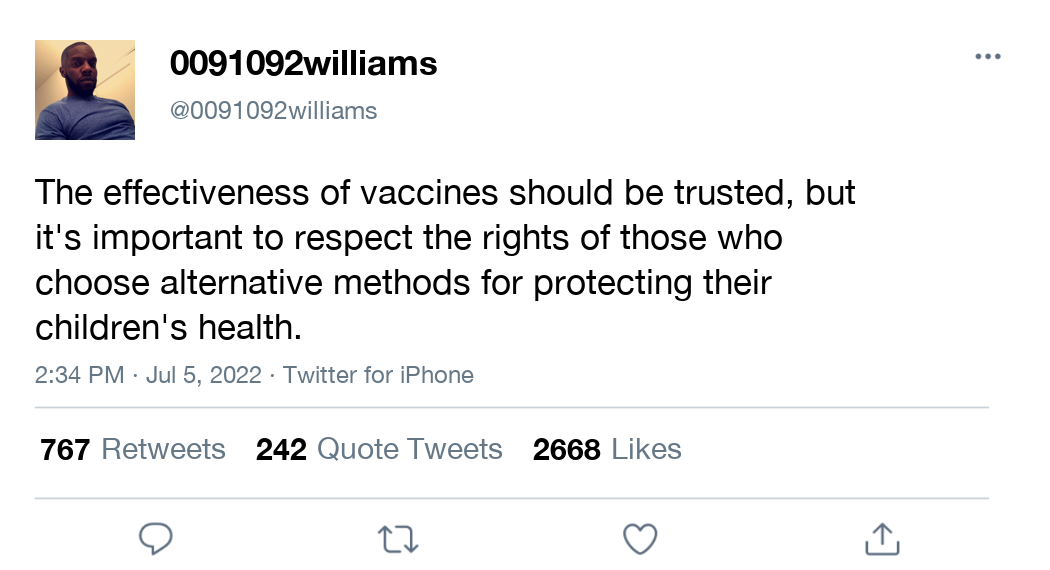 0091092williams
@0091092williams
The effectiveness of vaccines should be trusted, but
it's important to respect the rights of those who
choose alternative methods for protecting their
children's health.
2:34 PM · Jul 5, 2022 · Twitter for iPhone
767 Retweets 242 Quote Tweets 2668 Likes